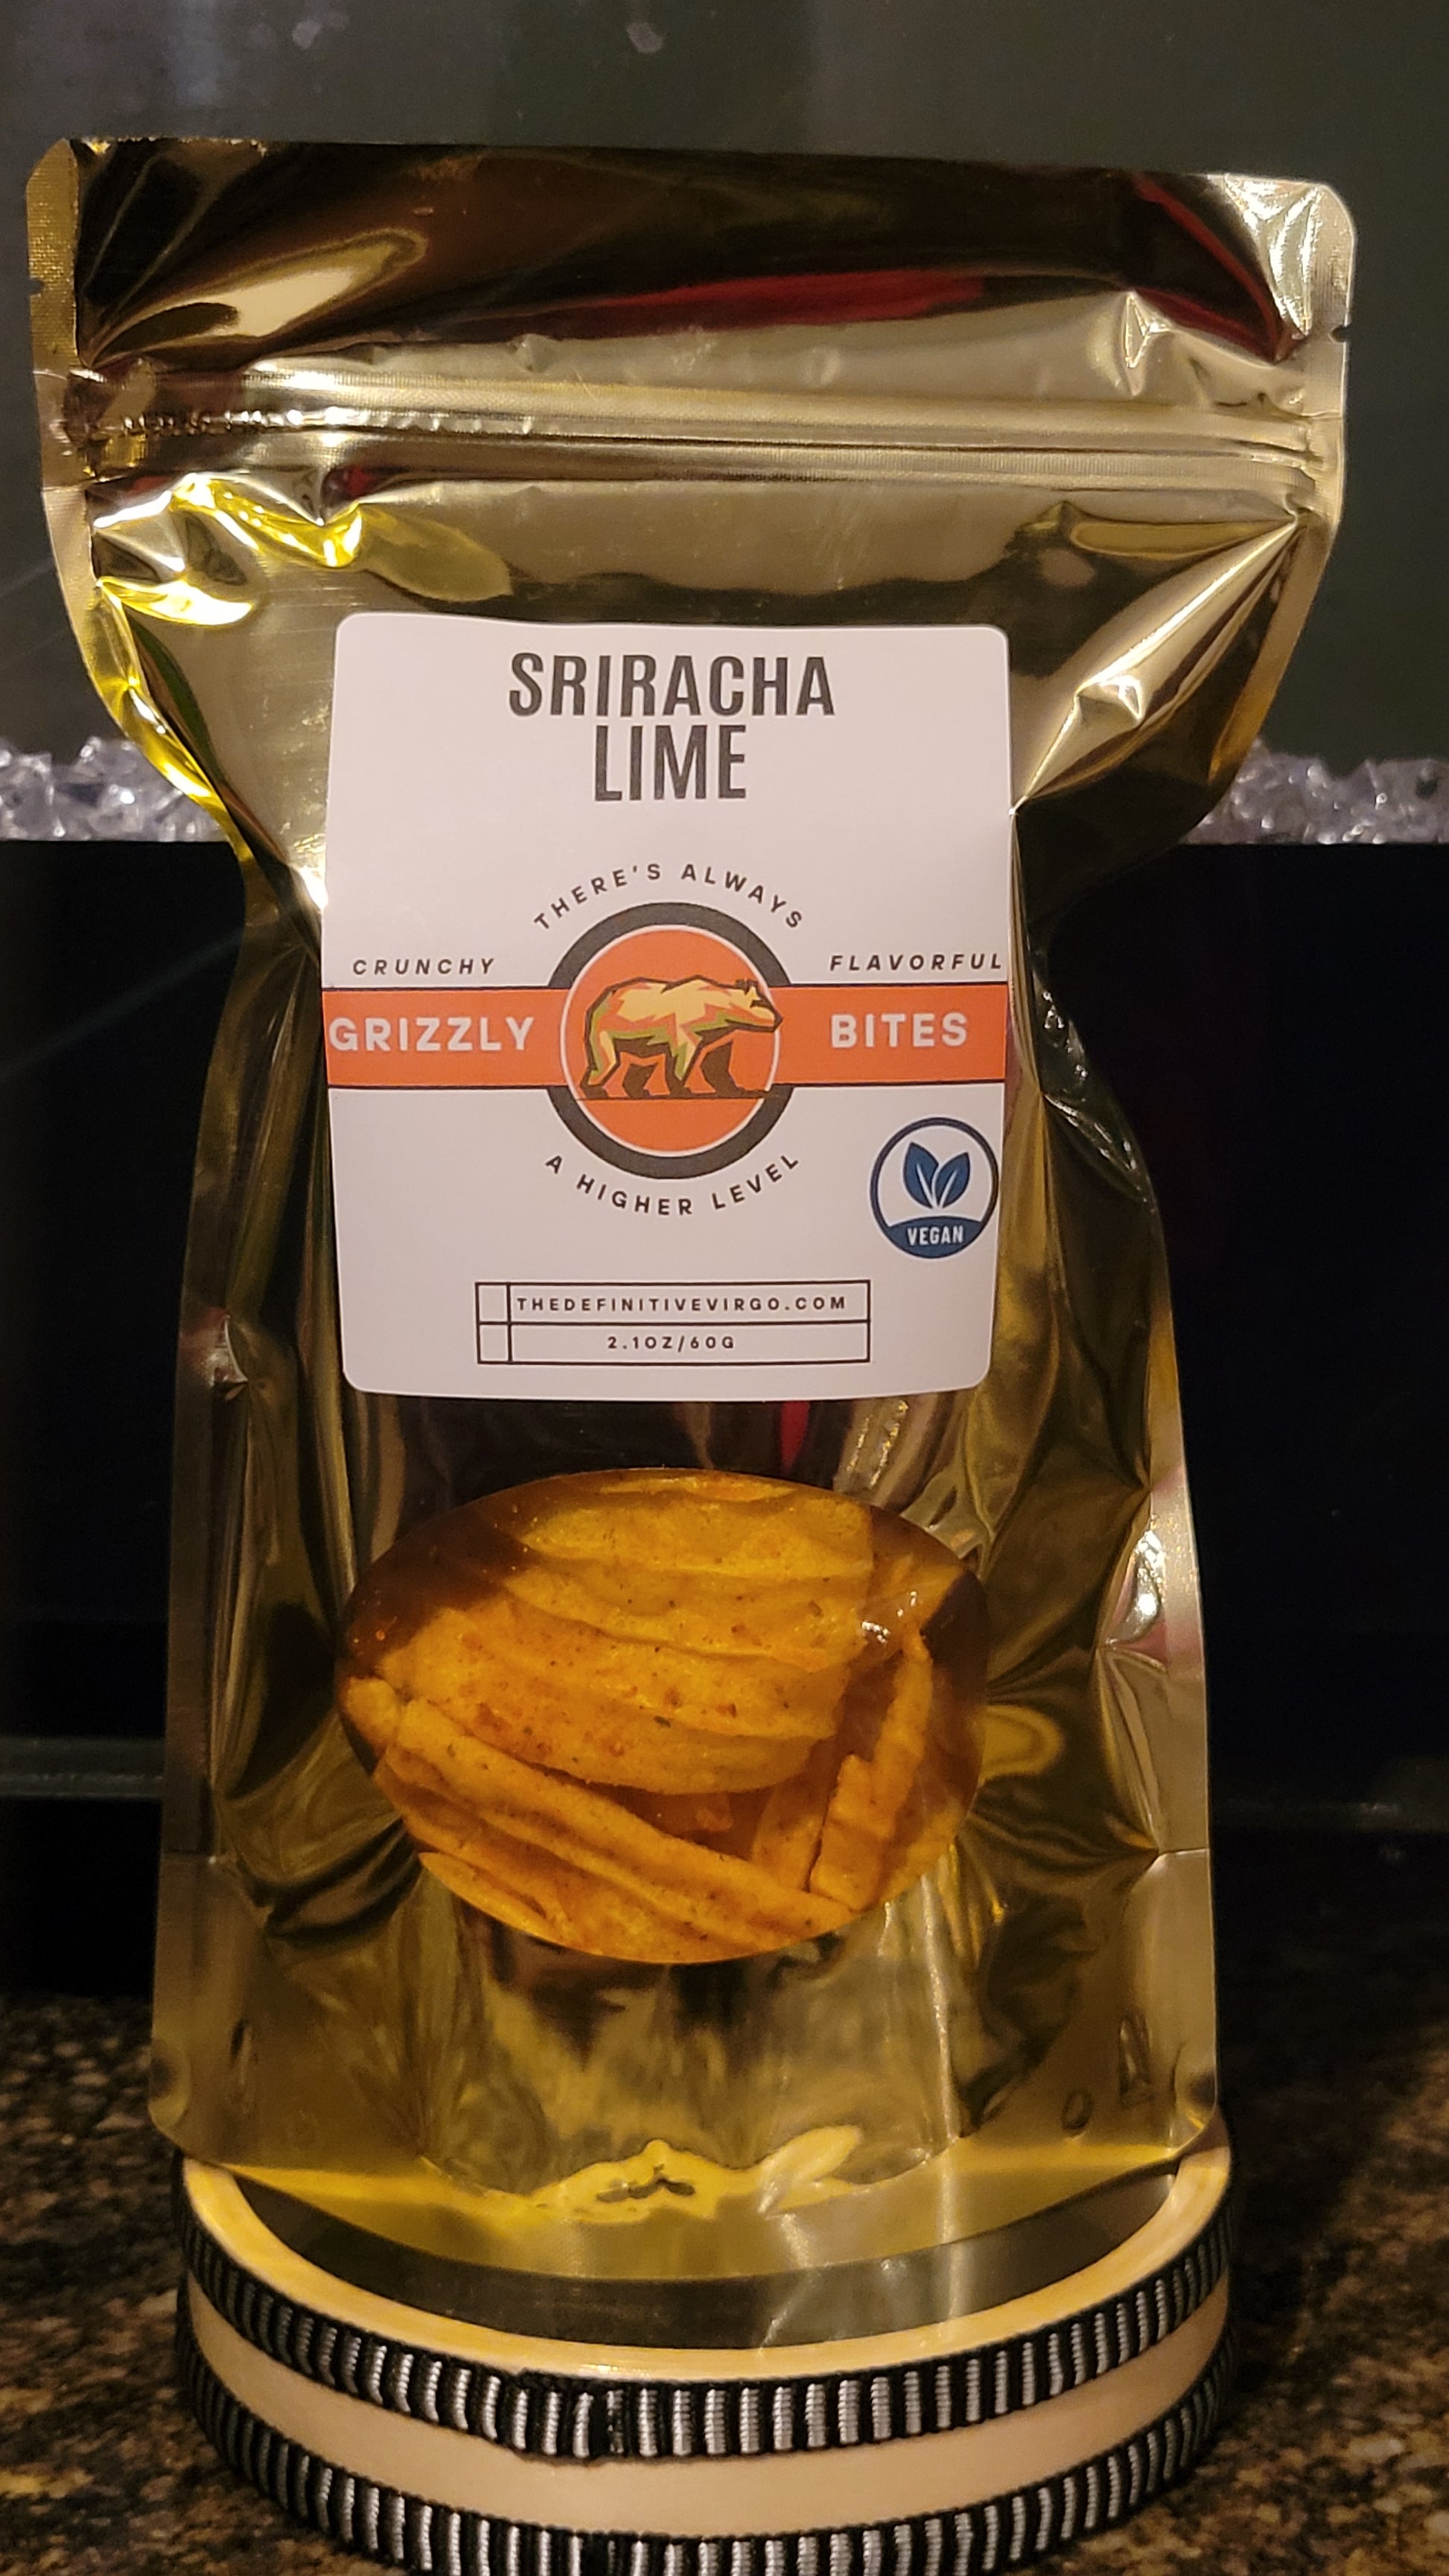 SRIRACHA
LIME
THERE'S ALWAYS
CRUNCHY
FLAVORFUL
GRIZZLY
BITES
A HIGHER LEVEL
VEGAN
THEDEFINITIVEVIRGO.COM
2.1OZ/60G